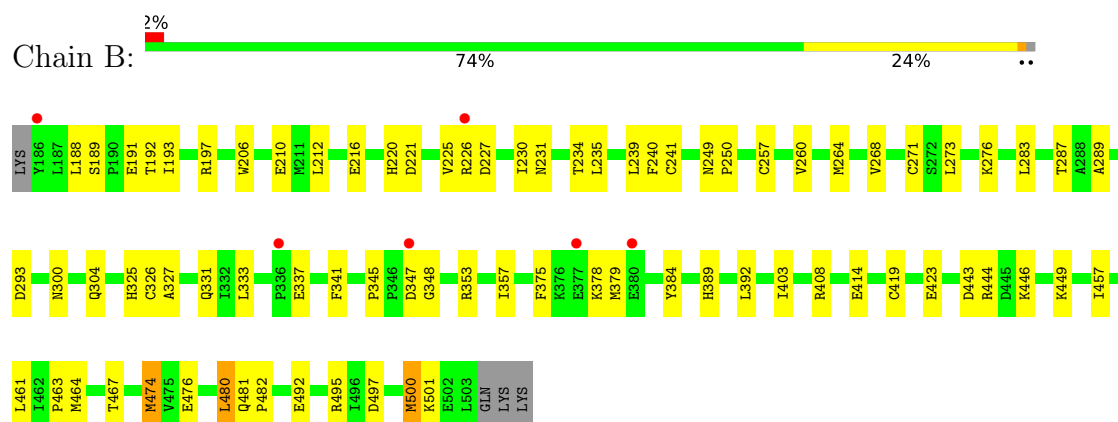 2%
Chain B:
74% 24% ••
LYS Y186 L187 L188 S189 P190 E191 T192 I193 R197 W206 E210 M211 L212 E216 H220 D221 V225 R226 D227 I230 N231 T234 L235 L239 F240 C241 N249 P250 C257 V260 M264 V268 C271 S272 L273 K276 L283 T287 A288 A289
D293 N300 Q304 H325 C326 A327 Q331 I332 L333 P336 E337 F341 P345 P346 D347 G348 R353 I357 F375 K376 E377 K378 M379 E380 Y384 H389 L392 I403 R408 E414 C419 E423 D443 R444 D445 K446 K449 I457
L461 I462 P463 M464 T467 M474 V475 E476 L480 Q481 P482 E492 R495 I496 D497 M500 K501 E502 L503 GLN LYS LYS